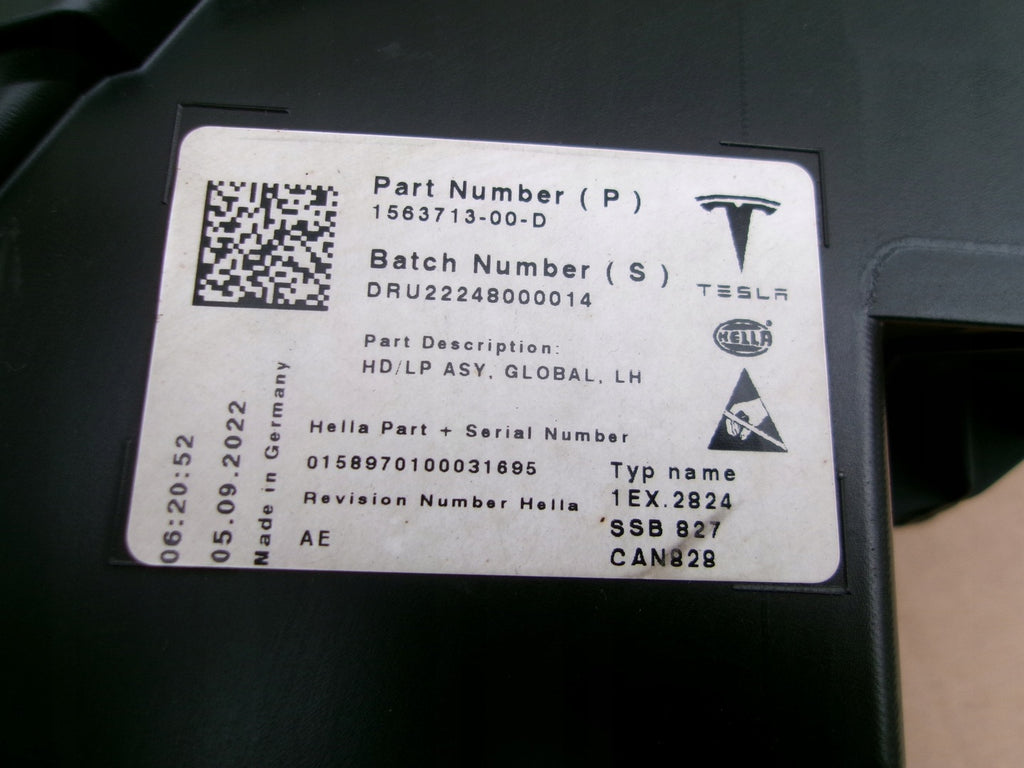 Part Number ( P )
1563713-00-D
Batch Number ( S )
DRU22248000014
TESLA
HELLA
Part Description:
HD/LP ASY, GLOBAL, LH
Hella Part + Serial Number
0158970100031695
Revision Number Hella
AE
Typ name
1EX.2824
SSB 827
CAN828
06:20:52
05.09.2022
Made in Germany